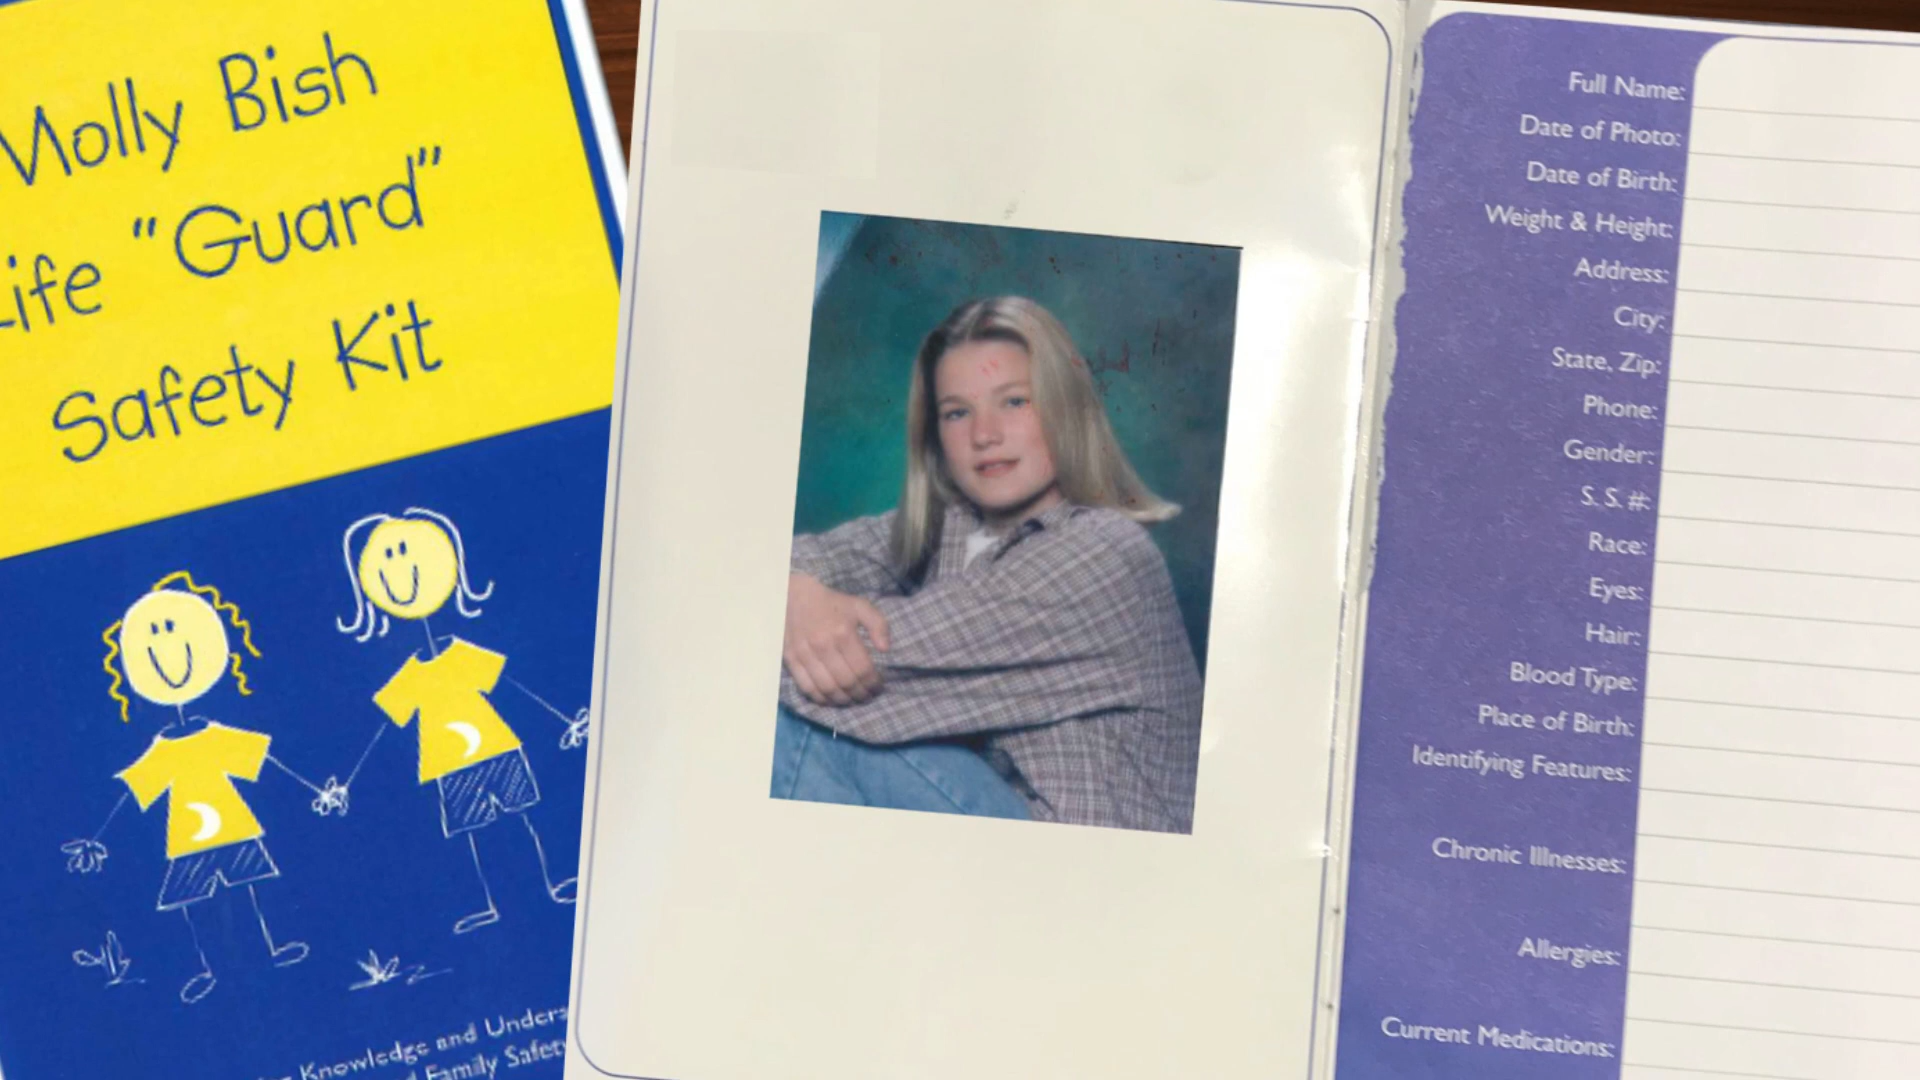 Molly Bish
Life "Guard"
Safety Kit
Knowledge and
Family Safety
Full Name:
Date of Photo:
Date of Birth:
Weight & Height:
Address:
City:
State, Zip:
Phone:
Gender:
S. S. #:
Race:
Eyes:
Hair:
Blood Type:
Place of Birth:
Identifying Features:
Chronic Illnesses:
Allergies:
Current Medications: